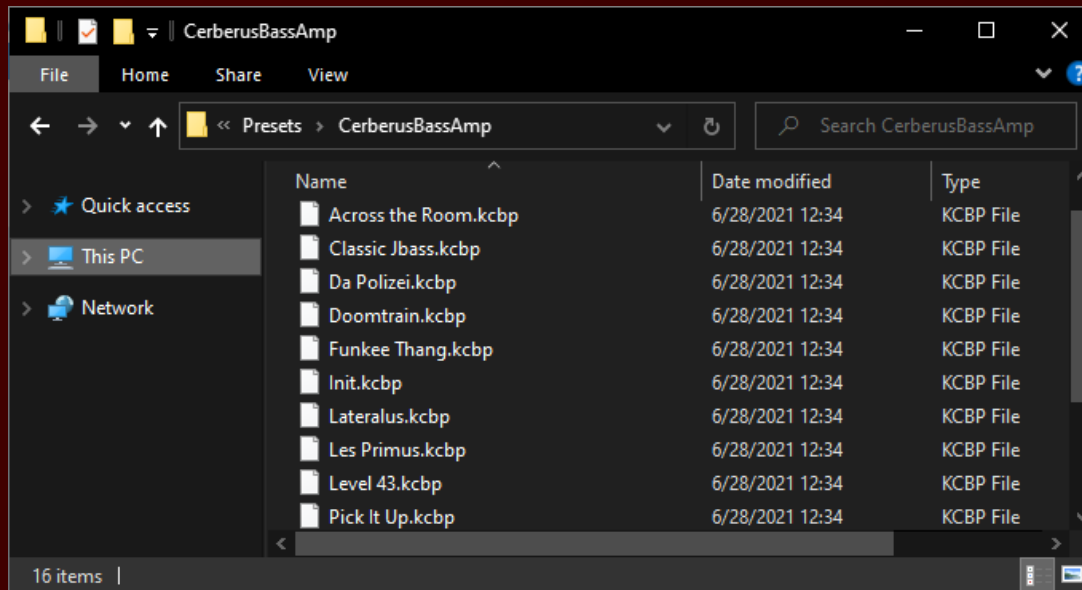 CerberusBassAmp
File Home Share View
« Presets › CerberusBassAmp Search CerberusBassAmp
Name Date modified Type
Quick access
This PC
Network
Across the Room.kcbp 6/28/2021 12:34 KCBP File
Classic Jbass.kcbp 6/28/2021 12:34 KCBP File
Da Polizei.kcbp 6/28/2021 12:34 KCBP File
Doomtrain.kcbp 6/28/2021 12:34 KCBP File
Funkee Thang.kcbp 6/28/2021 12:34 KCBP File
Init.kcbp 6/28/2021 12:34 KCBP File
Lateralus.kcbp 6/28/2021 12:34 KCBP File
Les Primus.kcbp 6/28/2021 12:34 KCBP File
Level 43.kcbp 6/28/2021 12:34 KCBP File
Pick It Up.kcbp 6/28/2021 12:34 KCBP File
16 items